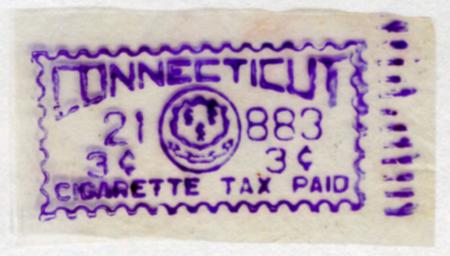 CONNECTICUT
21 883
3¢ 3¢
CIGARETTE TAX PAID